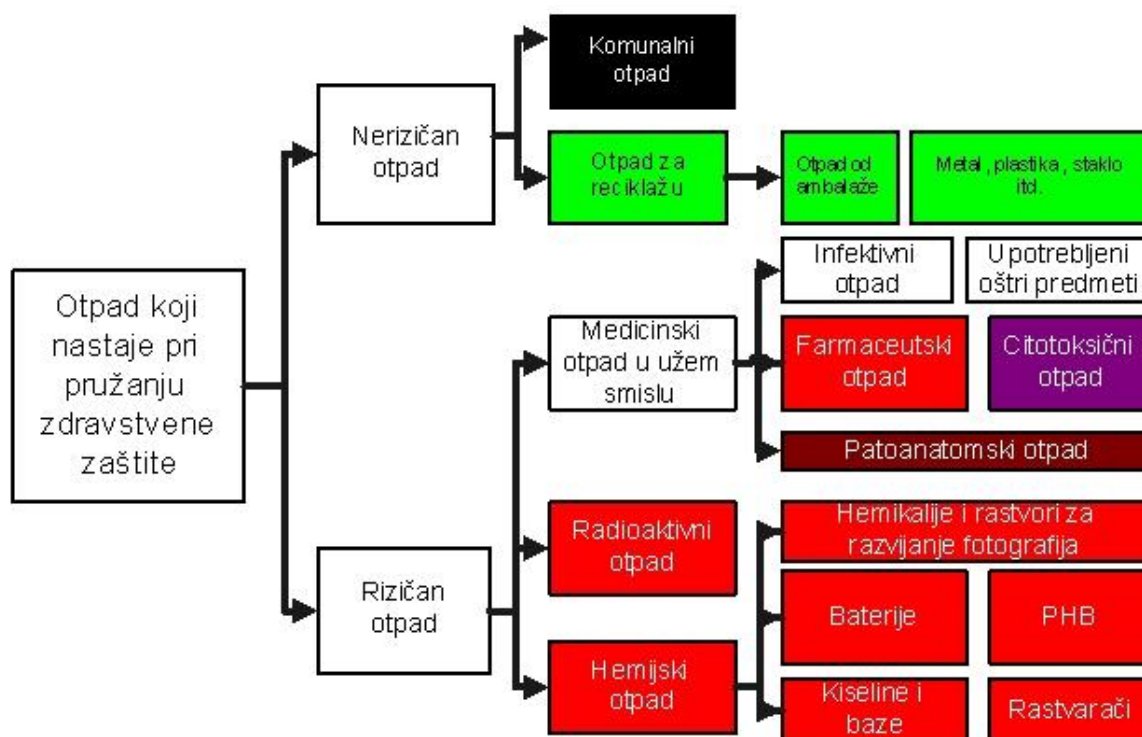 Komunalni
otpad
Nerizičan
otpad
Otpad za
reciklažu
Otpad od
ambalaže
Metal, plastika, staklo
itd.
Otpad koji
nastaje pri
pružanju
zdravstvene
zaštite
Infektivni
otpad
Upotrebljeni
oštri predmeti
Medicinski
otpad u užem
smislu
Farmaceutski
otpad
Citotoksični
otpad
Patoanatomski otpad
Rizičan
otpad
Radioaktivni
otpad
Hemikalije i rastvori za
razvijanje fotografija
Baterije
PHB
Hemijski
otpad
Kiseline i
baze
Rastvarači